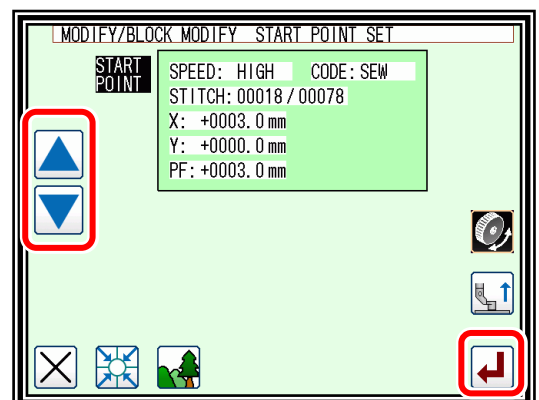 MODIFY/BLOCK MODIFY START POINT SET
START
POINT
SPEED: HIGH CODE: SEW
STITCH: 00018 / 00078
X: +0003.0 mm
Y: +0000.0 mm
PF: +0003.0 mm